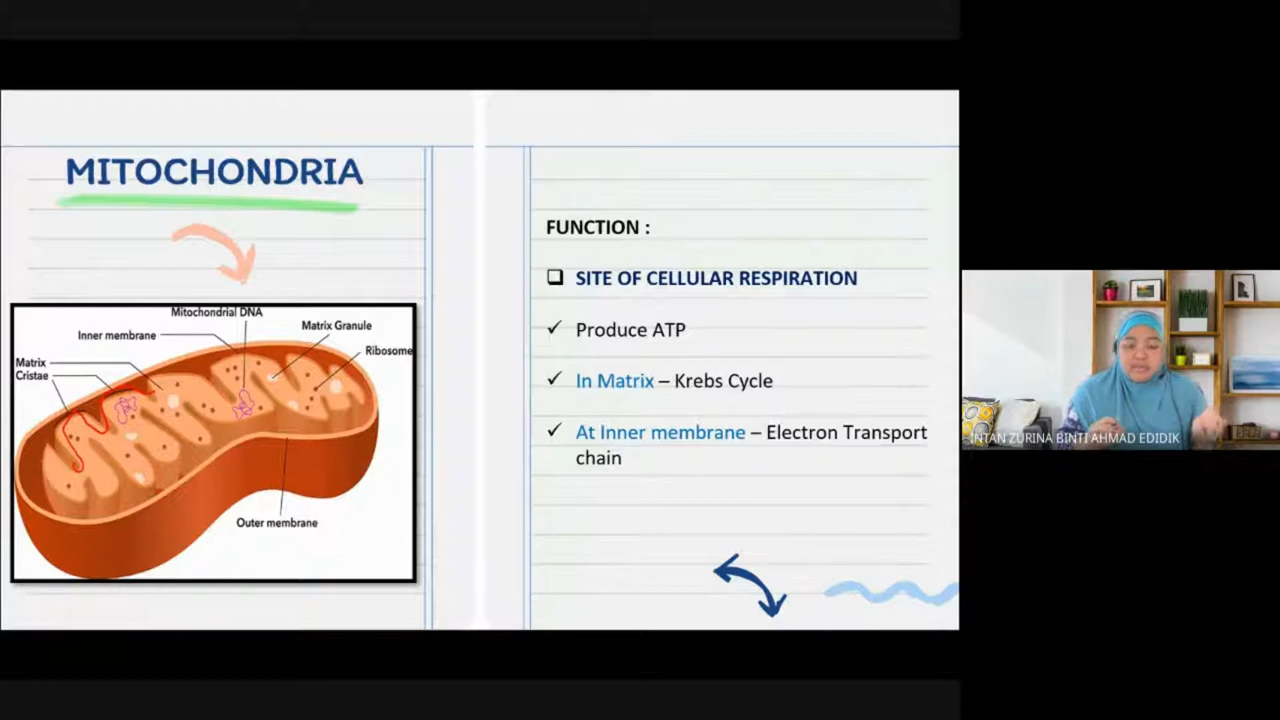 MITOCHONDRIA
Mitochondrial DNA
Matrix Granule
Inner membrane
Ribosome
Matrix
Cristae
Outer membrane
FUNCTION :
SITE OF CELLULAR RESPIRATION
Produce ATP
In Matrix – Krebs Cycle
At Inner membrane – Electron Transport
chain
INTAN ZURINA BINTI AHMAD EDIDIK